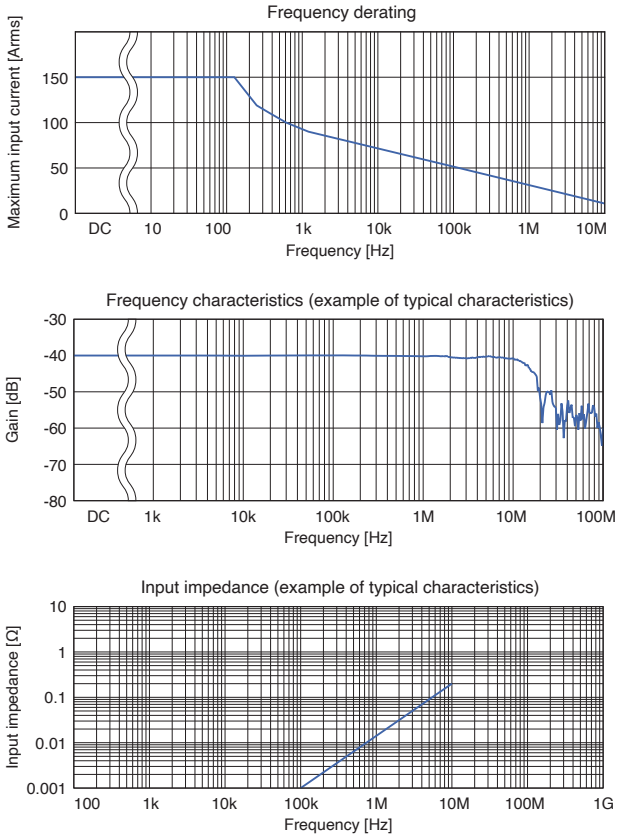 Frequency derating
Maximum input current [Arms]
150
100
50
0
DC 10 100 1k 10k 100k 1M 10M
Frequency [Hz]
Frequency characteristics (example of typical characteristics)
Gain [dB]
-30
-40
-50
-60
-70
-80
DC 1k 10k 100k 1M 10M 100M
Frequency [Hz]
Input impedance (example of typical characteristics)
Input impedance [Ω]
10
1
0.1
0.01
0.001
100 1k 10k 100k 1M 10M 100M 1G
Frequency [Hz]